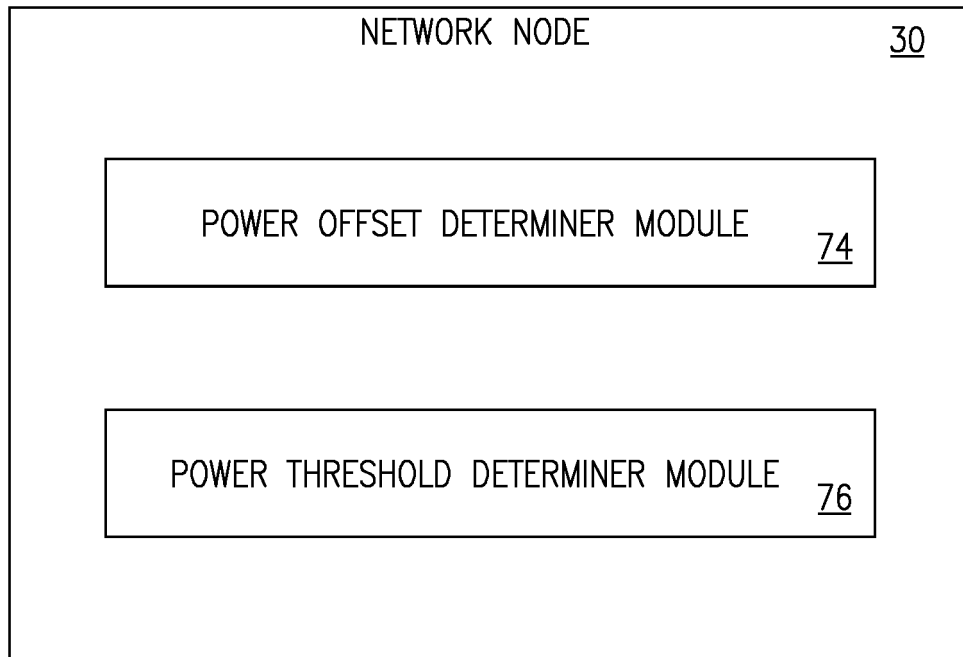 NETWORK NODE 30
POWER OFFSET DETERMINER MODULE 74
POWER THRESHOLD DETERMINER MODULE 76